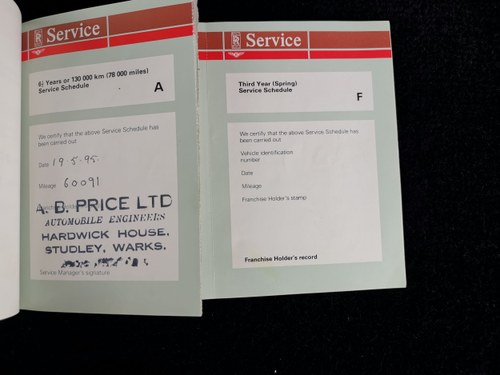 R
R
Service
6½ Years or 130 000 km (78 000 miles)
Service Schedule
A
We certify that the above Service Schedule has
been carried out
Date 19.5.95.
Mileage 60091
A. B. PRICE LTD
AUTOMOBILE ENGINEERS
HARDWICK HOUSE,
STUDLEY, WARKS.
Service Manager's signature
R
R
Service
Third Year (Spring)
Service Schedule
F
We certify that the above Service Schedule has
been carried out
Vehicle identification
number
Date
Mileage
Franchise Holder's stamp
Franchise Holder's record